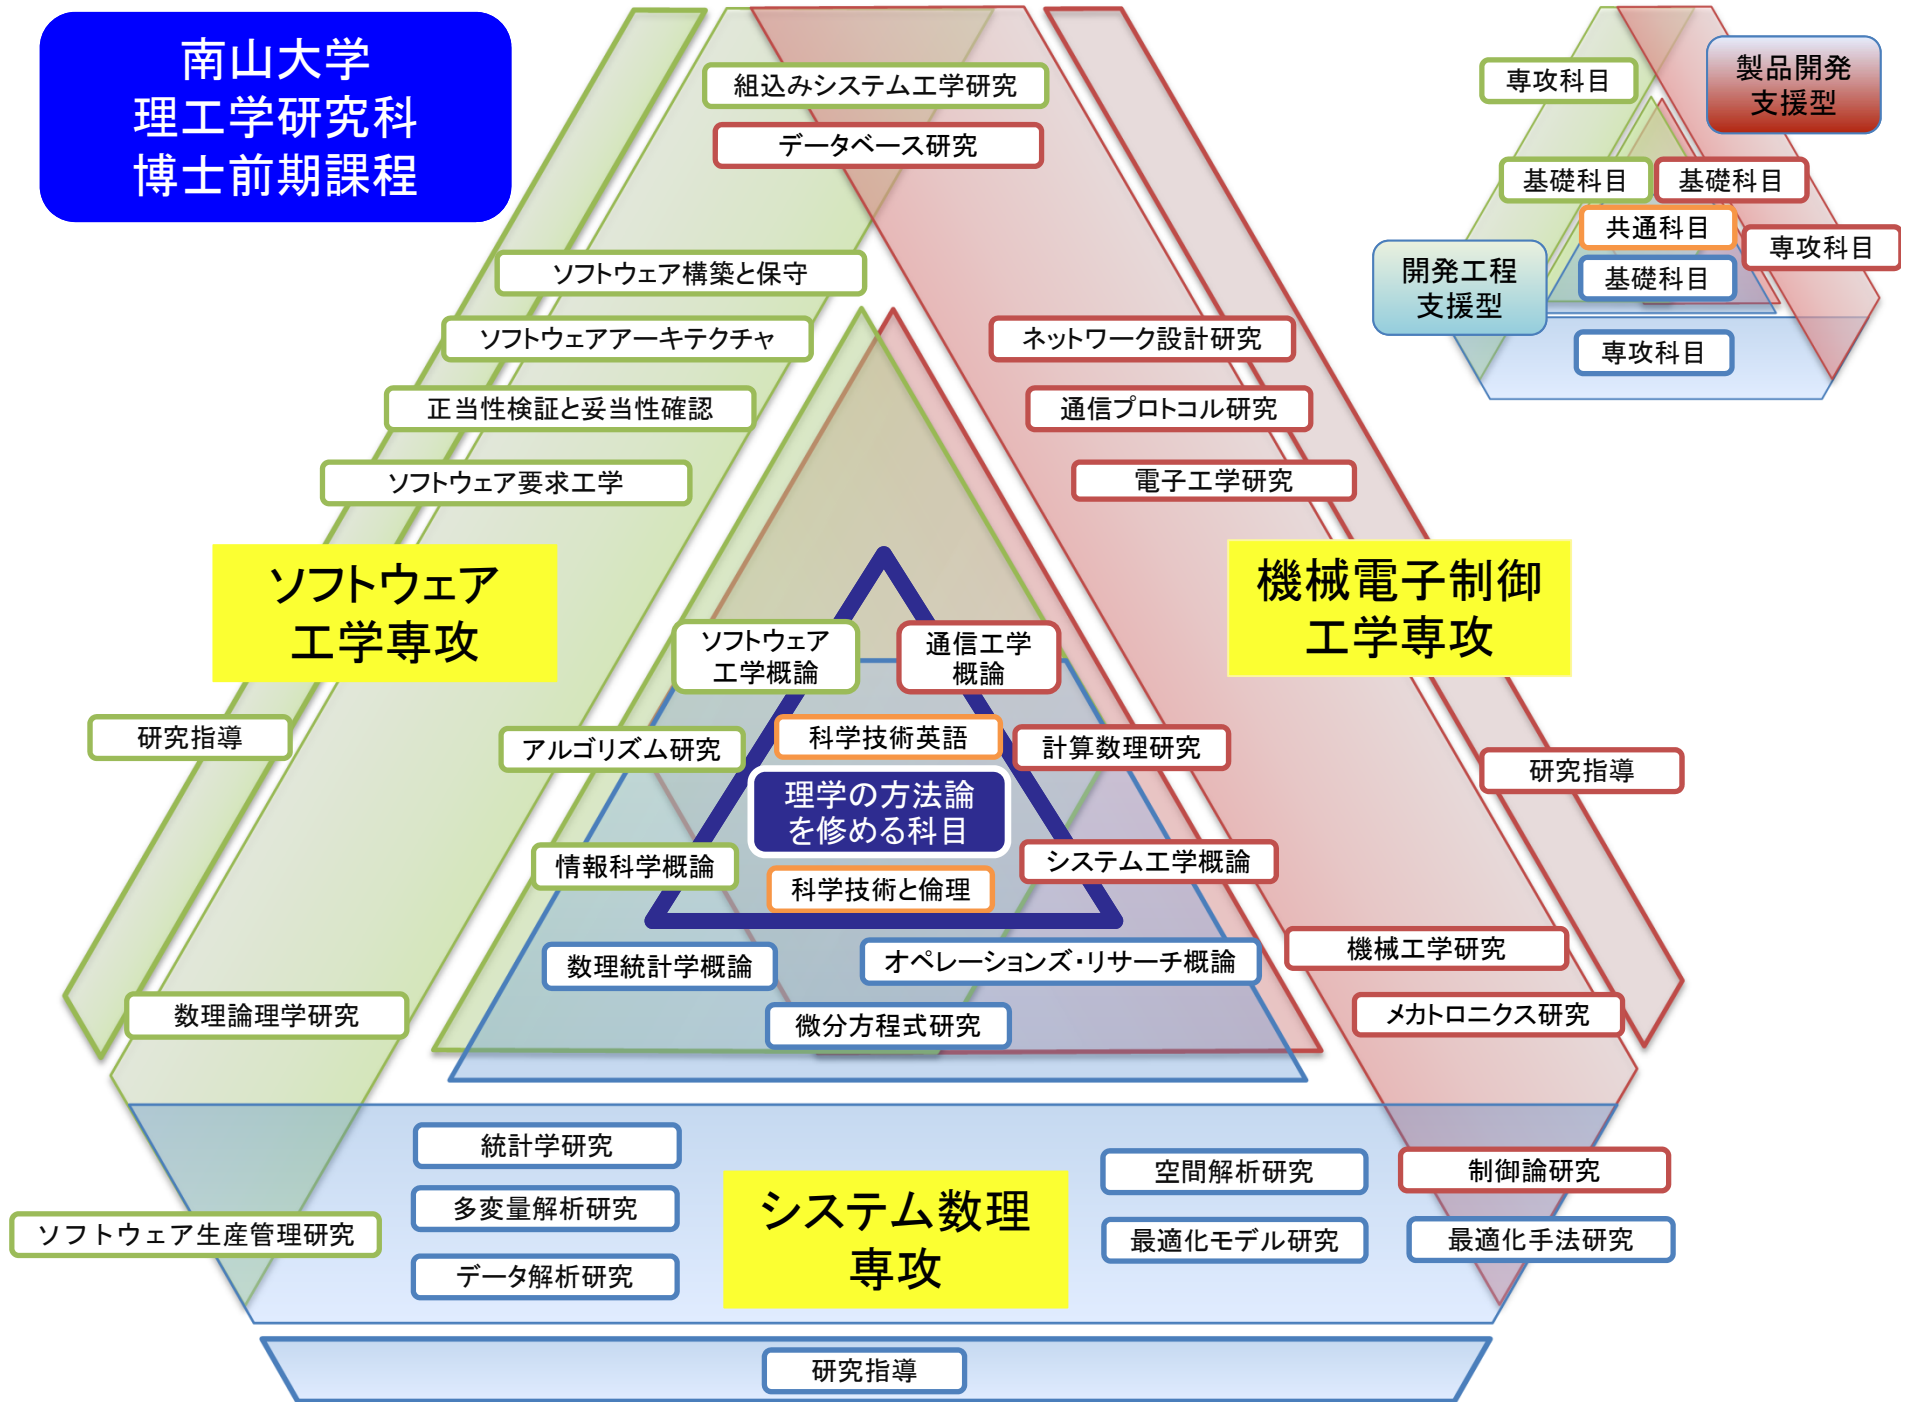 南山大学
理工学研究科
博士前期課程
組込みシステム工学研究
データベース研究
専攻科目
製品開発
支援型
基礎科目
基礎科目
共通科目
基礎科目
専攻科目
開発工程
支援型
専攻科目
ソフトウェア構築と保守
ソフトウェアアーキテクチャ
正当性検証と妥当性確認
ソフトウェア要求工学
ネットワーク設計研究
通信プロトコル研究
電子工学研究
ソフトウェア
工学専攻
機械電子制御
工学専攻
ソフトウェア
工学概論
通信工学
概論
研究指導
アルゴリズム研究
科学技術英語
計算数理研究
研究指導
理学の方法論
を修める科目
情報科学概論
システム工学概論
科学技術と倫理
数理統計学概論
オペレーションズ・リサーチ概論
機械工学研究
数理論理学研究
微分方程式研究
メカトロニクス研究
統計学研究
多変量解析研究
データ解析研究
ソフトウェア生産管理研究
システム数理
専攻
空間解析研究
制御論研究
最適化モデル研究
最適化手法研究
研究指導